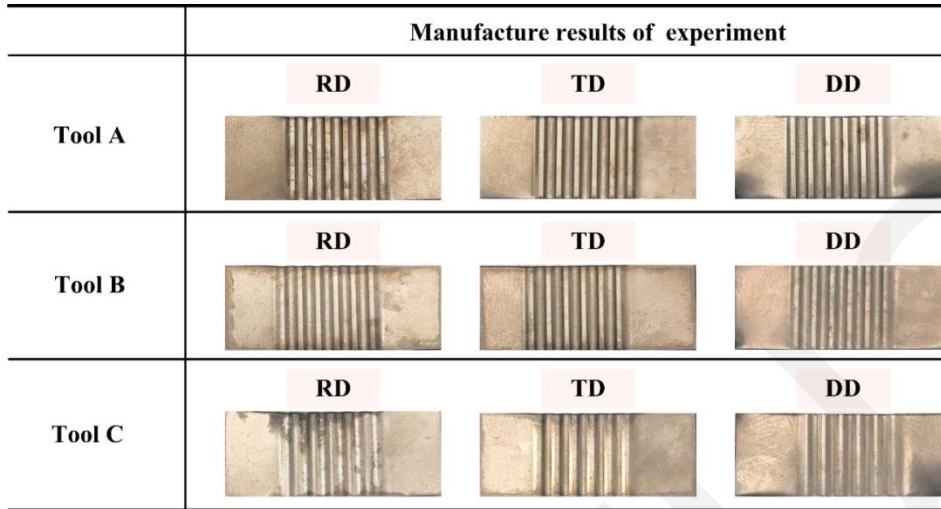 Manufacture results of experiment
RD TD DD
Tool A
RD TD DD
Tool B
RD TD DD
Tool C